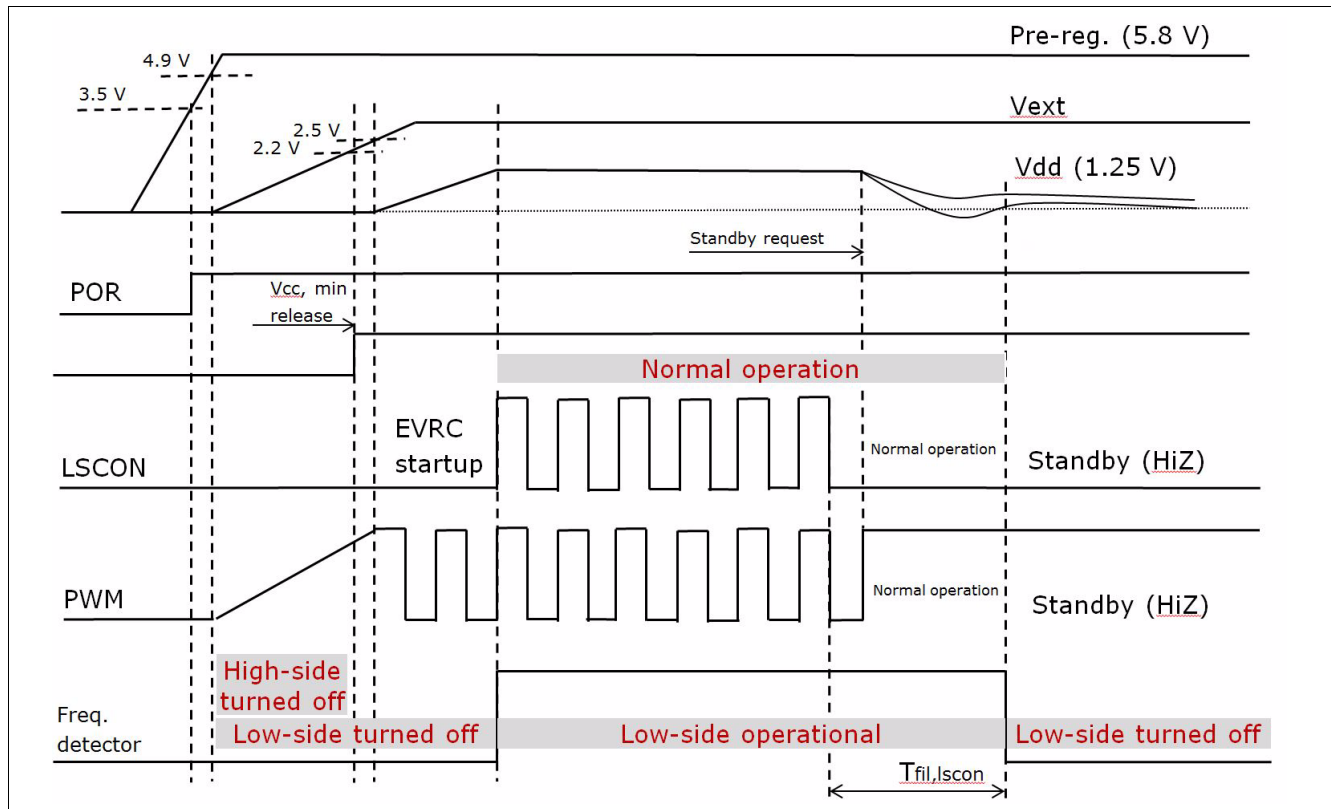 Pre-reg. (5.8 V)
4.9 V
3.5 V
Vext
2.5 V
2.2 V
Vdd (1.25 V)
Standby request
POR
Vcc, min
release
Normal operation
EVRC
startup
LSCON
Normal operation
Standby (HiZ)
PWM
Normal operation
Standby (HiZ)
High-side
turned off
Freq.
detector
Low-side turned off
Low-side operational
Low-side turned off
Tfil,lscon